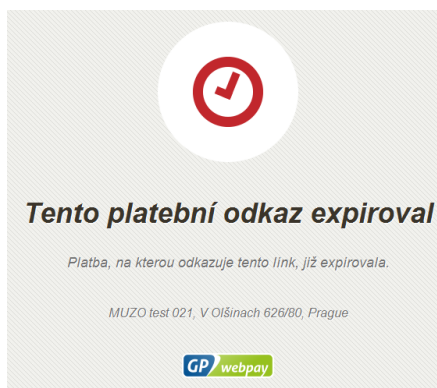 Tento platební odkaz expiroval
Platba, na kterou odkazuje tento link, již expirovala.
MUZO test 021, V Olšinach 626/80, Prague
GP webpay